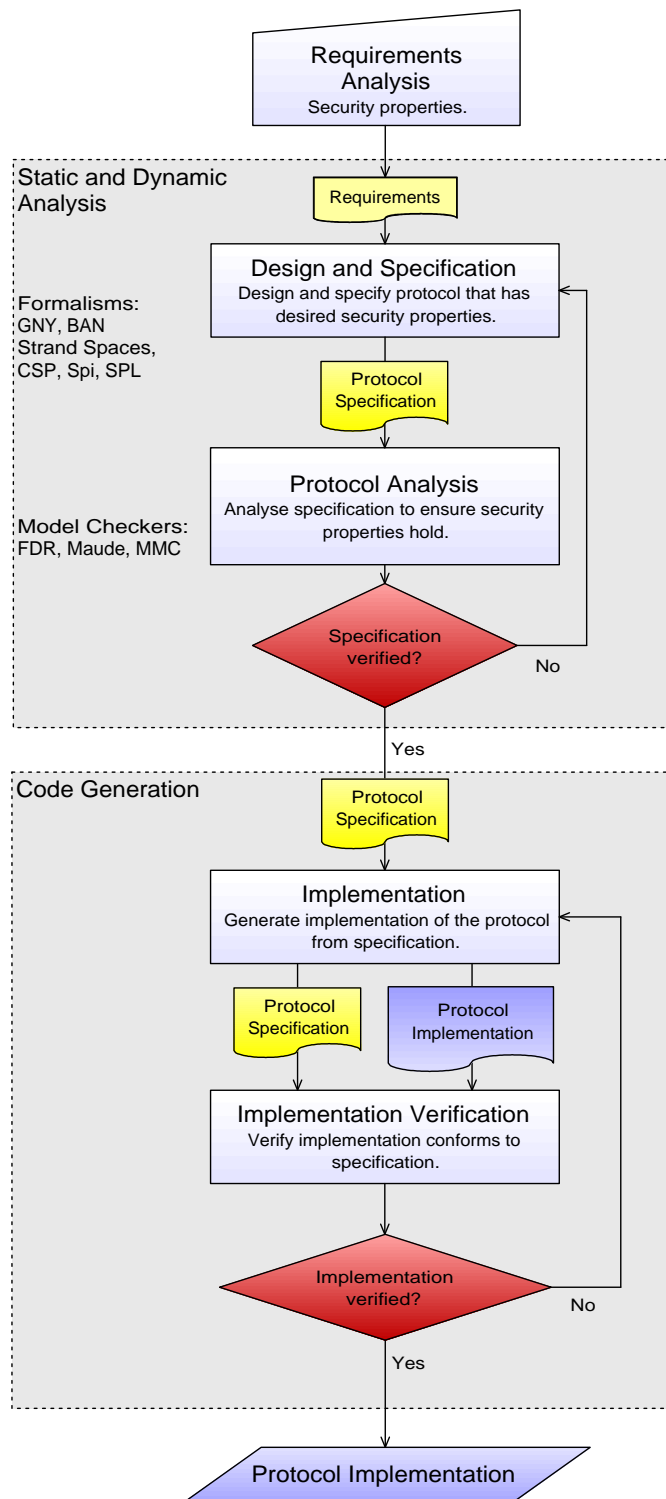 Requirements
Analysis
Security properties.
Static and Dynamic
Analysis
Requirements
Design and Specification
Design and specify protocol that has
desired security properties.
Formalisms:
GNY, BAN
Strand Spaces,
CSP, Spi, SPL
Protocol
Specification
Protocol Analysis
Analyse specification to ensure security
properties hold.
Model Checkers:
FDR, Maude, MMC
Specification
verified?
No
Yes
Code Generation
Protocol
Specification
Implementation
Generate implementation of the protocol
from specification.
Protocol
Specification
Protocol
Implementation
Implementation Verification
Verify implementation conforms to
specification.
Implementation
verified?
No
Yes
Protocol Implementation